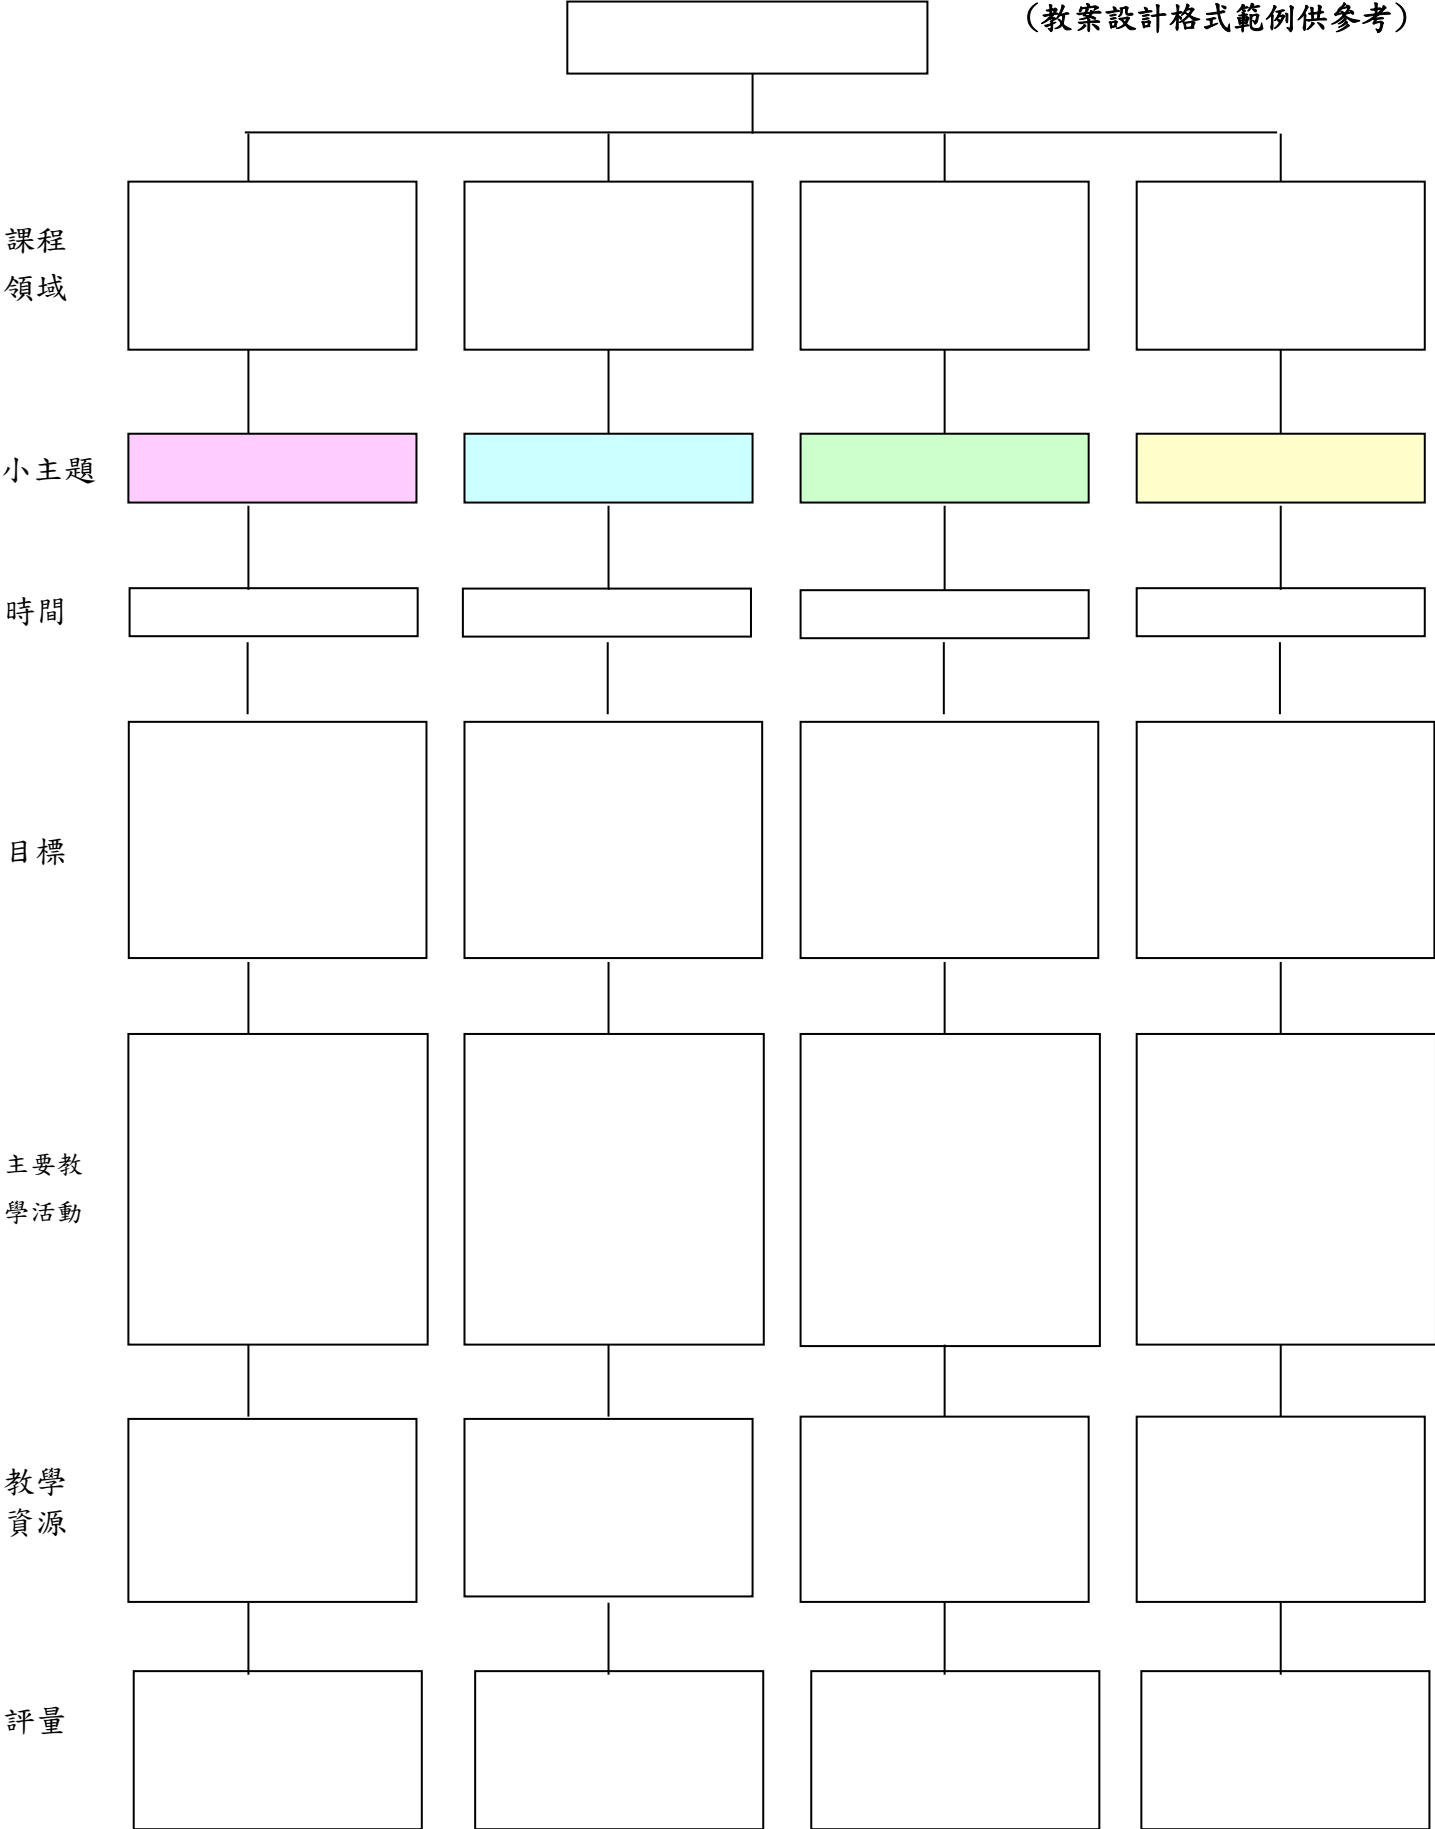 （教案設計格式範例供參考）
課程
領域
小主題
時間
目標
主要教
學活動
教學
資源
評量